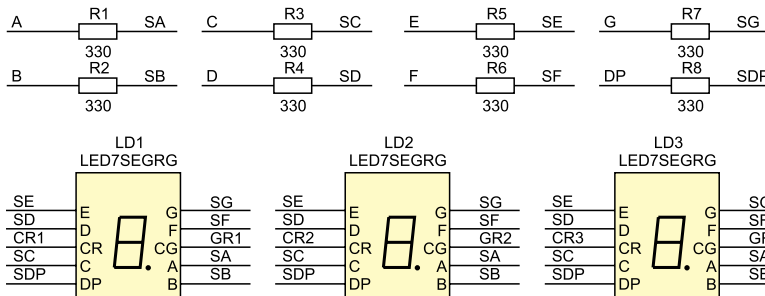 A R1 SA C R3 SC E R5 SE G R7 SG
330 330 330 330
B R2 SB D R4 SD F R6 SF DP R8 SDP
330 330 330 330
LD1 LD2 LD3
LED7SEGRG LED7SEGRG LED7SEGRG
SE E G SG SE E G SG SE E G
SD D F SF SD D F SF SD D F
CR1 CR CG GR1 CR2 CR CG GR2 CR3 CR CG
SC C A SA SC C A SA SC C A
SDP DP B SB SDP DP B SB SDP DP B